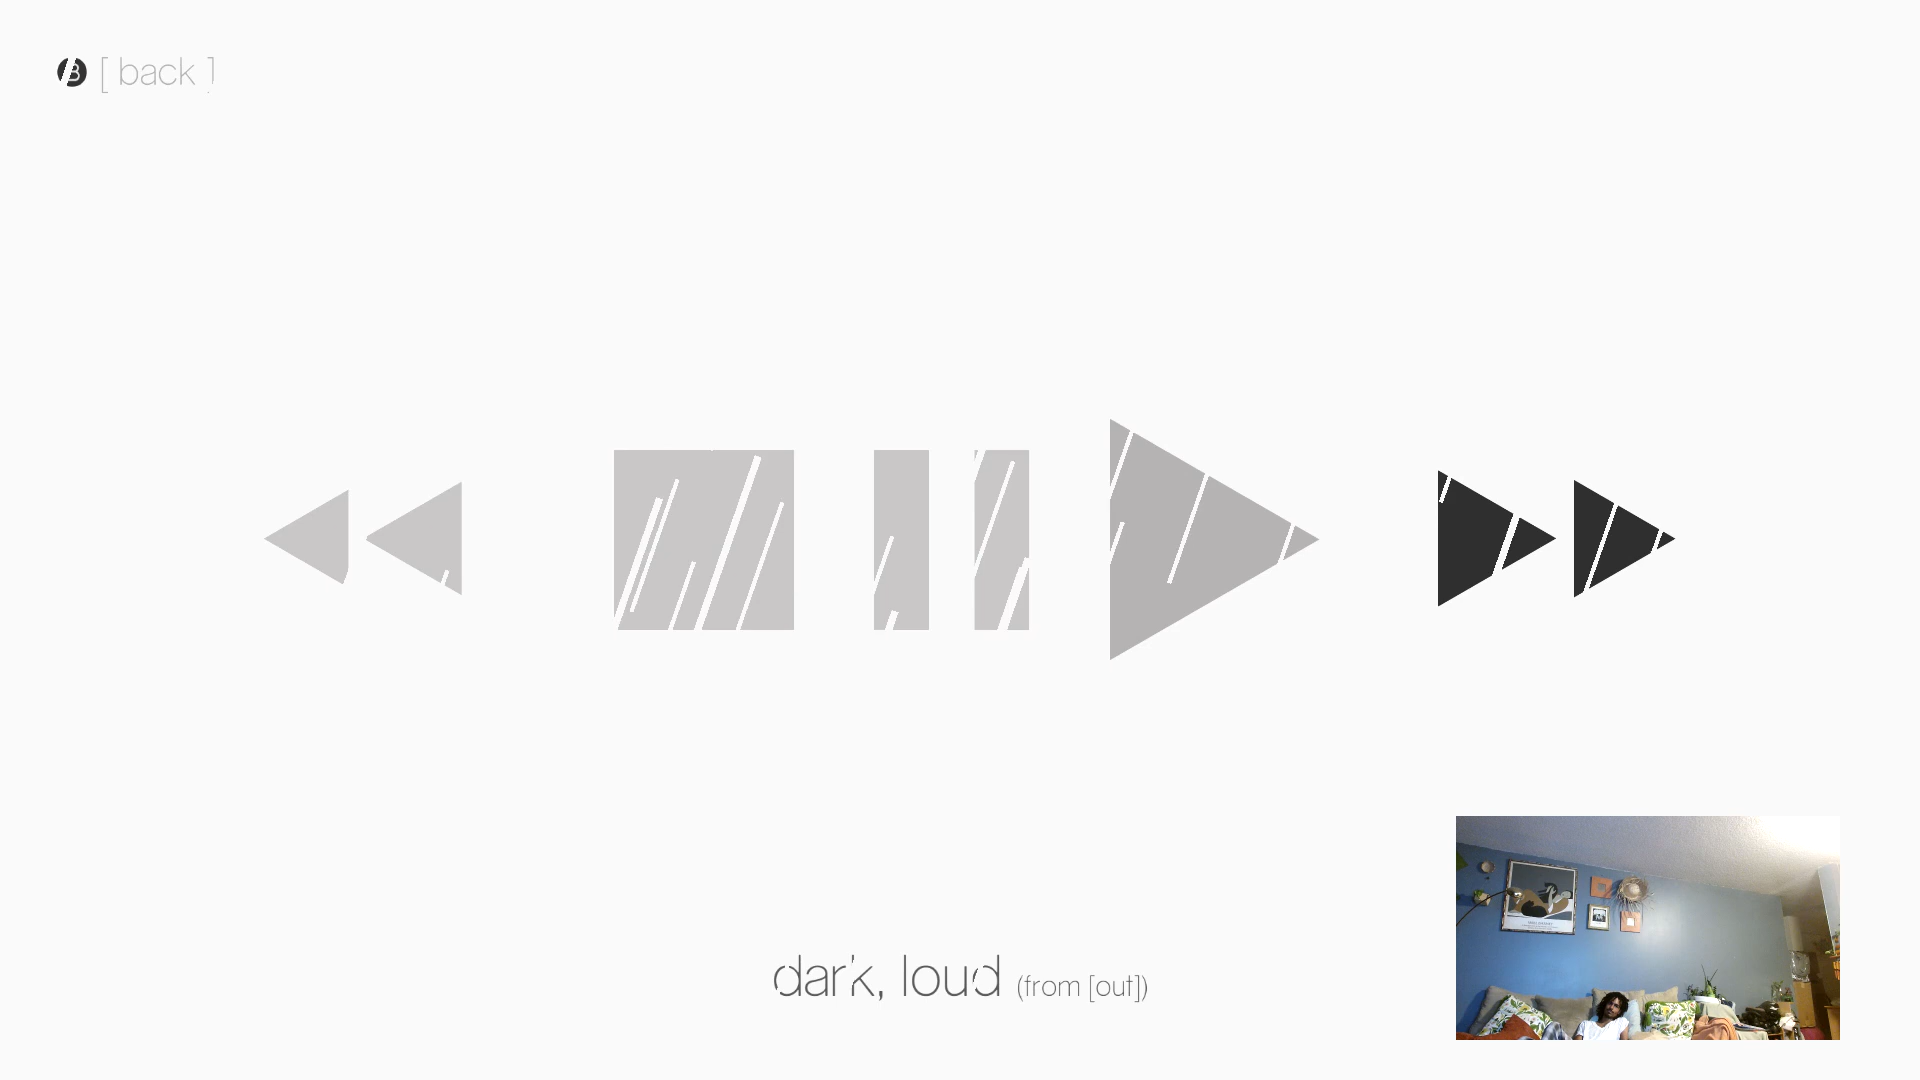 B [ back ]
dark, loud (from [out])